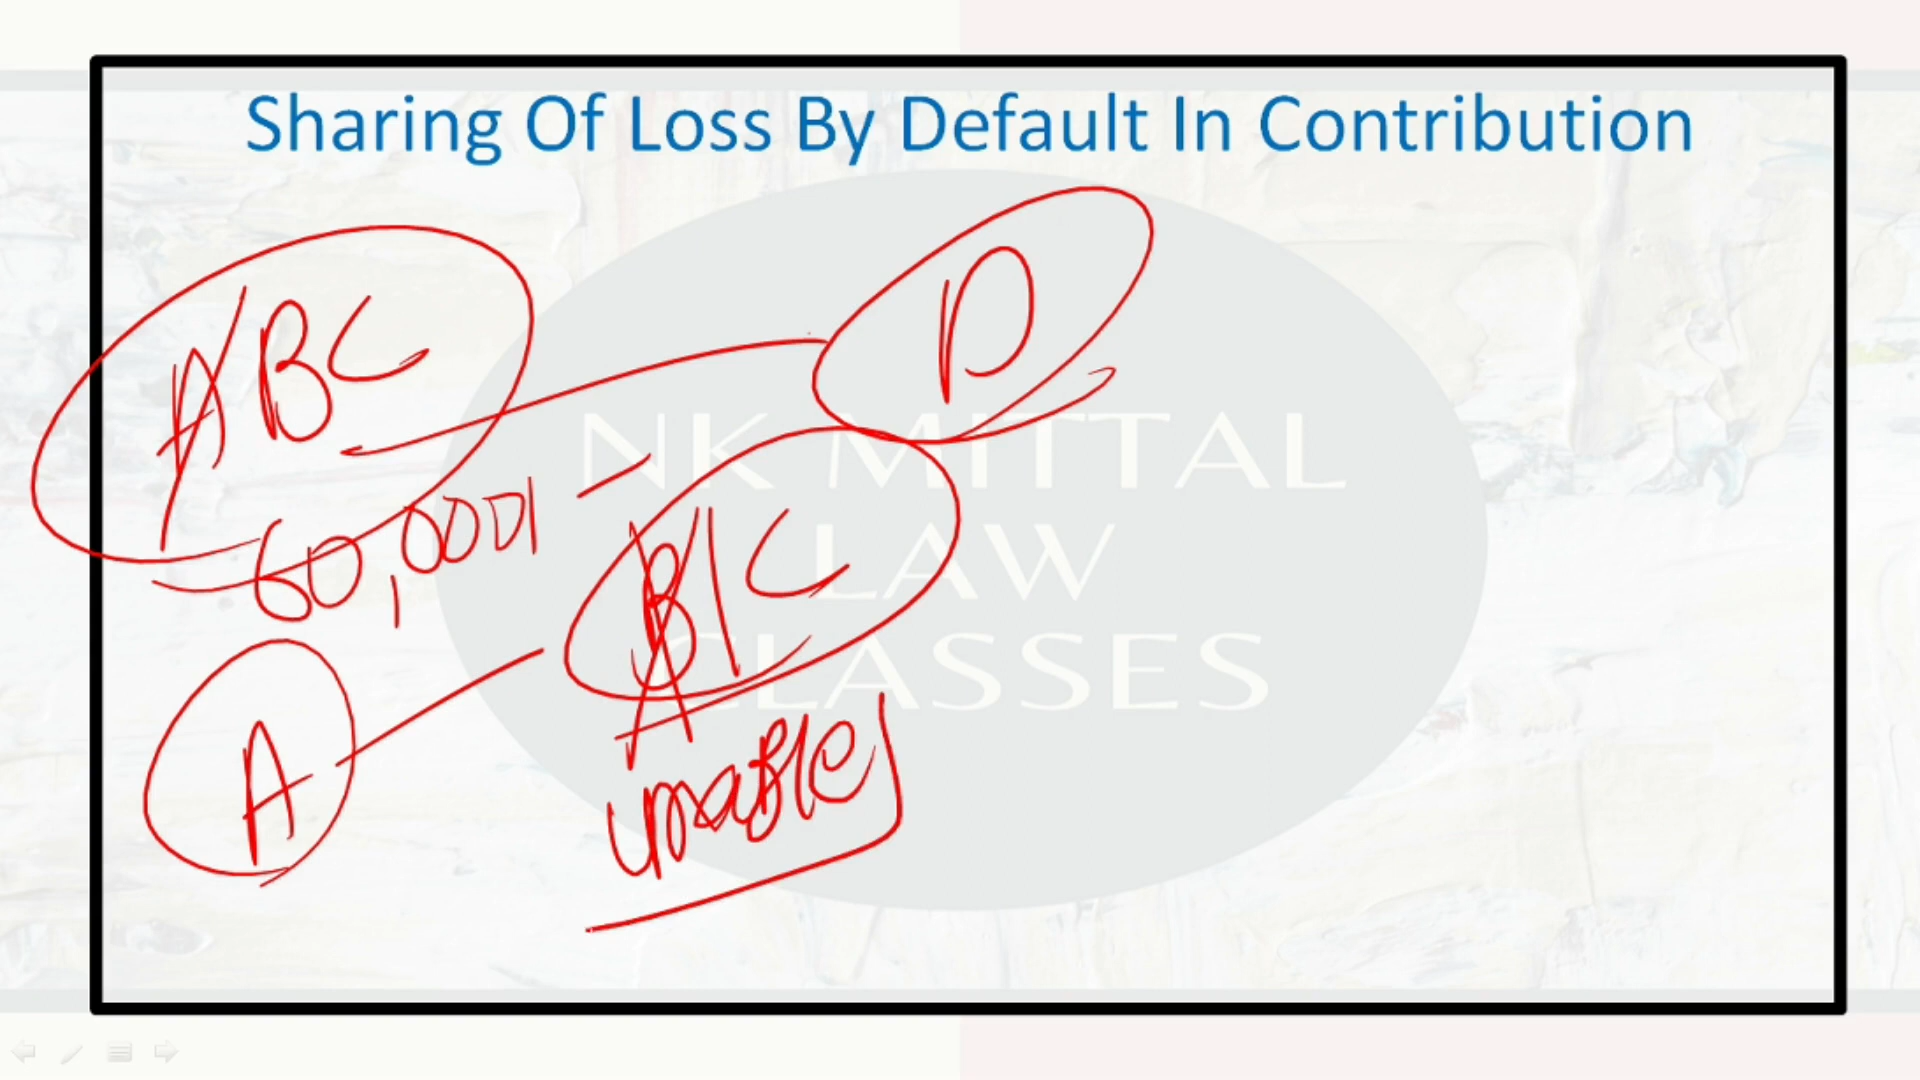 Sharing Of Loss By Default In Contribution
ABC
D
60,000/-
A
B/C
unable
NK MITTAL
LAW
CLASSES